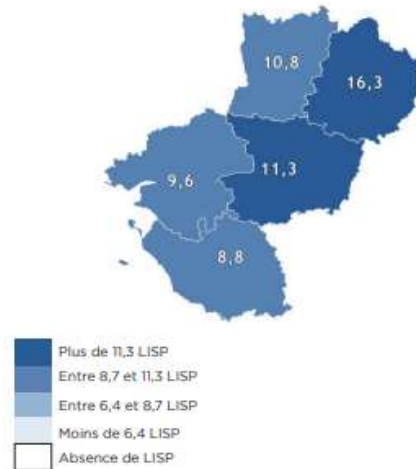 10,8
16,3
11,3
9,6
8,8
Plus de 11,3 LISP
Entre 8,7 et 11,3 LISP
Entre 6,4 et 8,7 LISP
Moins de 6,4 LISP
Absence de LISP